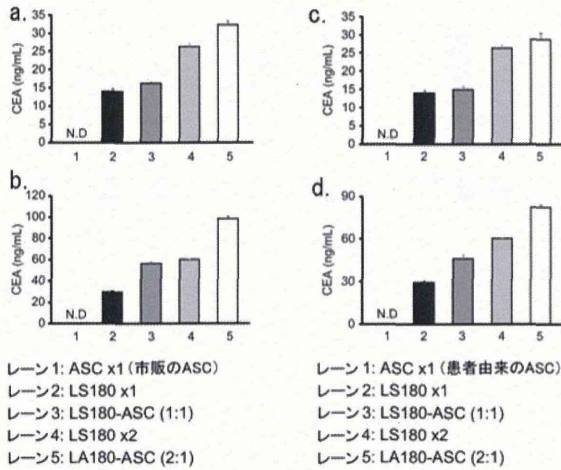 a.
35
30
25
20
15
10
5
0
CEA (ng/mL)
N.D
1 2 3 4 5
c.
35
30
25
20
15
10
5
0
CEA (ng/mL)
N.D
1 2 3 4 5
b.
120
100
80
60
40
20
0
CEA (ng/mL)
N.D
1 2 3 4 5
d.
90
60
30
0
CEA (ng/mL)
N.D
1 2 3 4 5
レーン1: ASC x1 (市販のASC)
レーン2: LS180 x1
レーン3: LS180-ASC (1:1)
レーン4: LS180 x2
レーン5: LA180-ASC (2:1)
レーン1: ASC x1 (患者由来のASC)
レーン2: LS180 x1
レーン3: LS180-ASC (1:1)
レーン4: LS180 x2
レーン5: LA180-ASC (2:1)